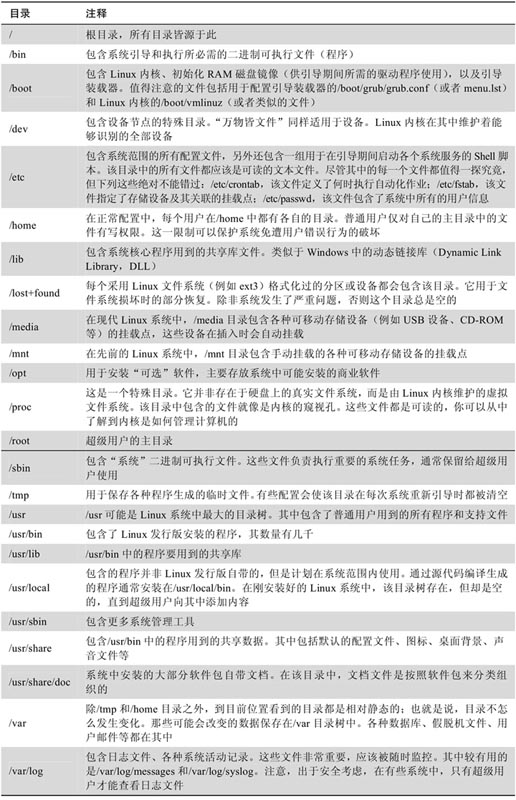 目录 注释
/ 根目录，所有目录皆源于此
/bin 包含系统引导和执行所必需的二进制可执行文件（程序）
/boot 包含 Linux 内核、初始化 RAM 磁盘镜像（供引导期间所需的驱动程序使用），以及引导
装载器。值得注意的文件包括用于配置引导装载器的/boot/grub/grub.conf（或者 menu.lst）
和 Linux 内核的/boot/vmlinuz（或者类似的文件）
/dev 包含设备节点的特殊目录。“万物皆文件”同样适用于设备。Linux 内核在其中维护着能
够识别的全部设备
/etc 包含系统范围的所有配置文件，另外还包含一组用于在引导期间启动各个系统服务的 Shell 脚
本。该目录中的所有文件都应该是可读的文本文件。尽管其中的每一个文件都值得一探究竟，
但下列这些绝对不能错过：/etc/crontab，该文件定义了何时执行自动化作业；/etc/fstab，该文
件指定了存储设备及其关联的挂载点；/etc/passwd，该文件包含了系统中所有的用户信息
/home 在正常配置中，每个用户在/home 中都有各自的目录。普通用户仅对自己的主目录中的文
件有写权限。这一限制可以保护系统免遭用户错误行为的破坏
/lib 包含系统核心程序用到的共享库文件。类似于 Windows 中的动态链接库（Dynamic Link
Library，DLL）
/lost+found 每个采用 Linux 文件系统（例如 ext3）格式化过的分区或设备都会包含该目录。它用于文
件系统损坏时的部分恢复。除非系统发生了严重问题，否则这个目录总是空的
/media 在现代 Linux 系统中，/media 目录包含各种可移动存储设备（例如 USB 设备、CD-ROM
等）的挂载点，这些设备在插入时会自动挂载
/mnt 在先前的 Linux 系统中，/mnt 目录包含手动挂载的各种可移动存储设备的挂载点
/opt 用于安装“可选”软件，主要存放系统中可能安装的商业软件
/proc 这是一个特殊目录。它并非存在于硬盘上的真实文件系统，而是由 Linux 内核维护的虚拟
文件系统。该目录中包含的文件就像是内核的窥视孔。这些文件都是可读的，你可以从中
了解到内核是如何管理计算机的
/root 超级用户的主目录
/sbin 包含“系统”二进制可执行文件。这些文件负责执行重要的系统任务，通常保留给超级用
户使用
/tmp 用于保存各种程序生成的临时文件。有些配置会使该目录在每次系统重新引导时都被清空
/usr /usr 可能是 Linux 系统中最大的目录树。其中包含了普通用户用到的所有程序和支持文件
/usr/bin 包含了 Linux 发行版安装的程序，其数量有几千
/usr/lib /usr/bin 中的程序要用到的共享库
/usr/local 包含的程序并非 Linux 发行版自带的，但是计划在系统范围内使用。通过源代码编译生成
的程序通常安装在/usr/local/bin。在刚安装好的 Linux 系统中，该目录树存在，但却是空
的，直到超级用户向其中添加内容
/usr/sbin 包含更多系统管理工具
/usr/share 包含/usr/bin 中的程序用到的共享数据。其中包括默认的配置文件、图标、桌面背景、声
音文件等
/usr/share/doc 系统中安装的大部分软件包自带文档。在该目录中，文档文件是按照软件包来分类
组织的
/var 除/tmp 和/home 目录之外，到目前位置看到的目录都是相对静态的；也就是说，目录不怎
么发生变化。那些可能会改变的数据保存在/var 目录树中。各种数据库、假脱机文件、用
户邮件等都在其中
/var/log 包含日志文件、各种系统活动记录。这些文件非常重要，应该被随时监控。其中较有用的
是/var/log/messages 和/var/log/syslog。注意，出于安全考虑，在有些系统中，只有超级用
户才能查看日志文件